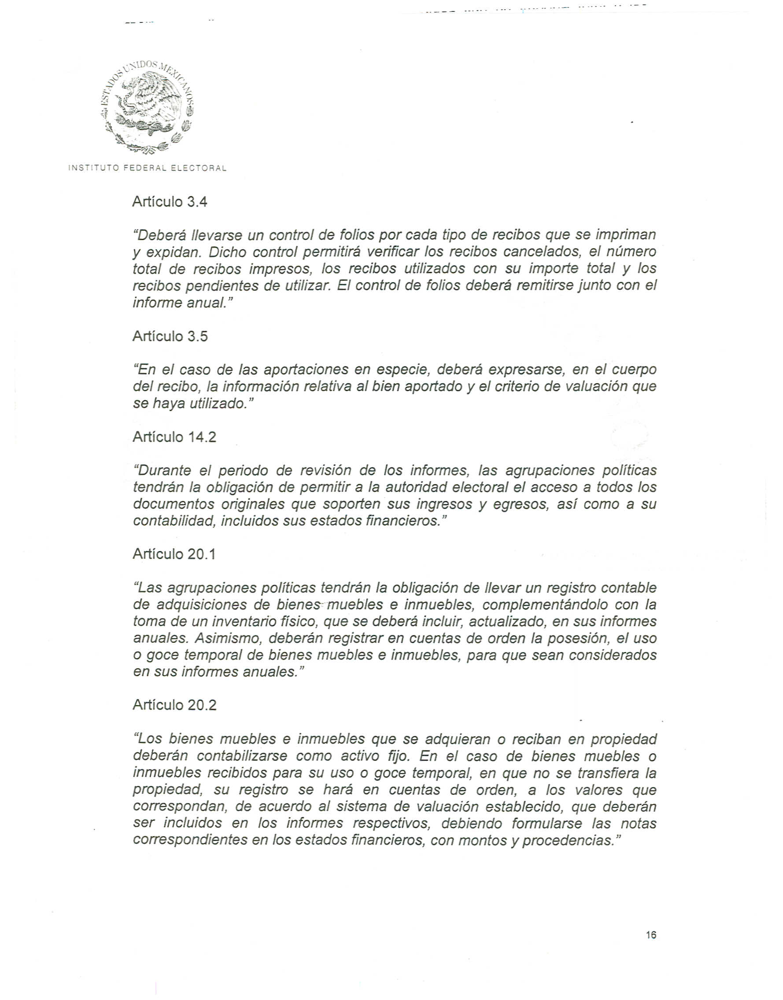 ESTADOS UNIDOS MEXICANOS
INSTITUTO FEDERAL ELECTORAL
Artículo 3.4
“Deberá llevarse un control de folios por cada tipo de recibos que se impriman
y expidan. Dicho control permitirá verificar los recibos cancelados, el número
total de recibos impresos, los recibos utilizados con su importe total y los
recibos pendientes de utilizar. El control de folios deberá remitirse junto con el
informe anual.”
Artículo 3.5
“En el caso de las aportaciones en especie, deberá expresarse, en el cuerpo
del recibo, la información relativa al bien aportado y el criterio de valuación que
se haya utilizado.”
Artículo 14.2
“Durante el periodo de revisión de los informes, las agrupaciones políticas
tendrán la obligación de permitir a la autoridad electoral el acceso a todos los
documentos originales que soporten sus ingresos y egresos, así como a su
contabilidad, incluidos sus estados financieros.”
Artículo 20.1
“Las agrupaciones políticas tendrán la obligación de llevar un registro contable
de adquisiciones de bienes muebles e inmuebles, complementándolo con la
toma de un inventario físico, que se deberá incluir, actualizado, en sus informes
anuales. Asimismo, deberán registrar en cuentas de orden la posesión, el uso
o goce temporal de bienes muebles e inmuebles, para que sean considerados
en sus informes anuales.”
Artículo 20.2
“Los bienes muebles e inmuebles que se adquieran o reciban en propiedad
deberán contabilizarse como activo fijo. En el caso de bienes muebles o
inmuebles recibidos para su uso o goce temporal, en que no se transfiera la
propiedad, su registro se hará en cuentas de orden, a los valores que
correspondan, de acuerdo al sistema de valuación establecido, que deberán
ser incluidos en los informes respectivos, debiendo formularse las notas
correspondientes en los estados financieros, con montos y procedencias.”
16